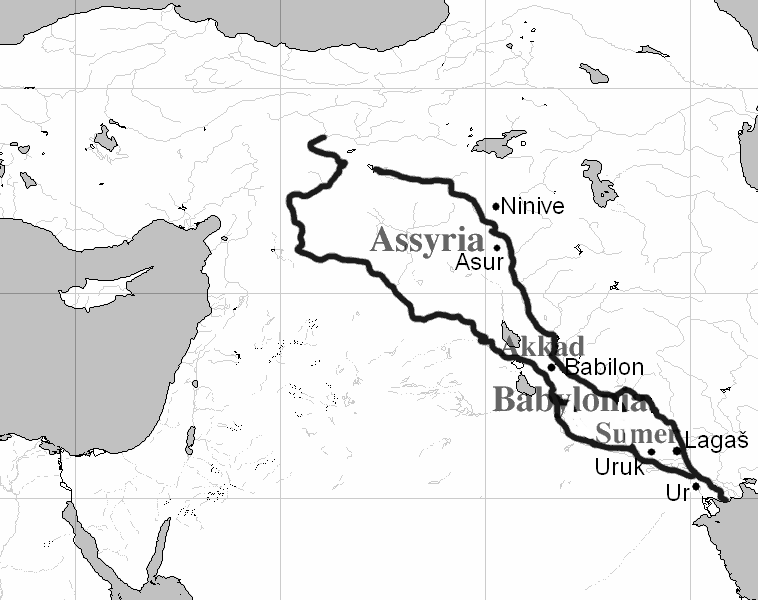 Ninive
Assyria
Asur
Akkad
Babilon
Babylonia
Sumer
Lagaš
Uruk
Ur